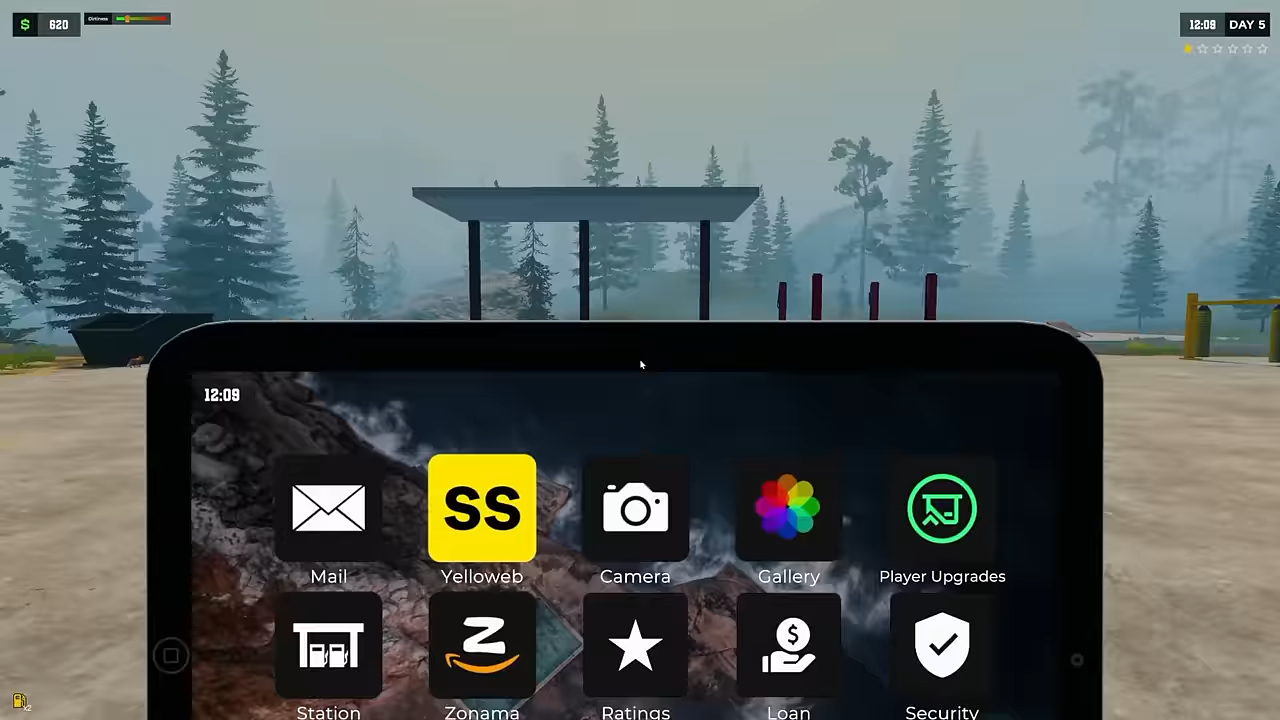 $ 620
Dirtiness
12:09 DAY 5
12:09
SS
Mail Yelloweb Camera Gallery Player Upgrades
Z
$
Station Zonama Ratings Loan Security
x2